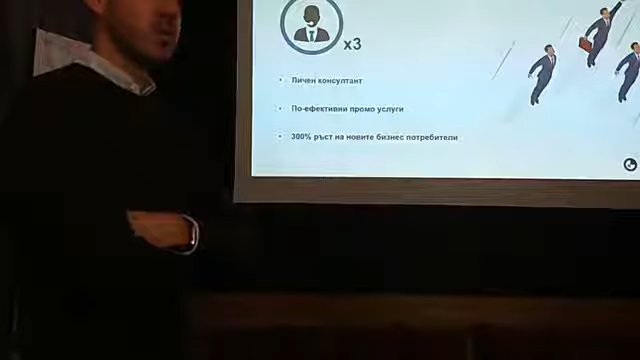 x3
Личен консултант
По-ефективни промо услуги
300% ръст на новите бизнес потребители